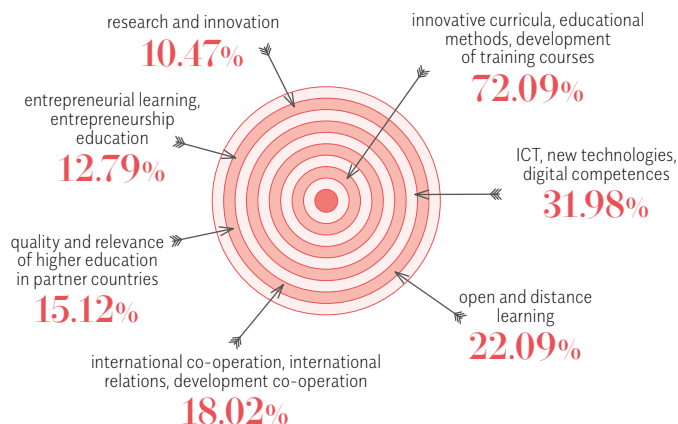 research and innovation
10.47%
innovative curricula, educational
methods, development
of training courses
72.09%
entrepreneurial learning,
entrepreneurship
education
12.79%
ICT, new technologies,
digital competences
31.98%
quality and relevance
of higher education
in partner countries
15.12%
open and distance
learning
22.09%
international co-operation, international
relations, development co-operation
18.02%